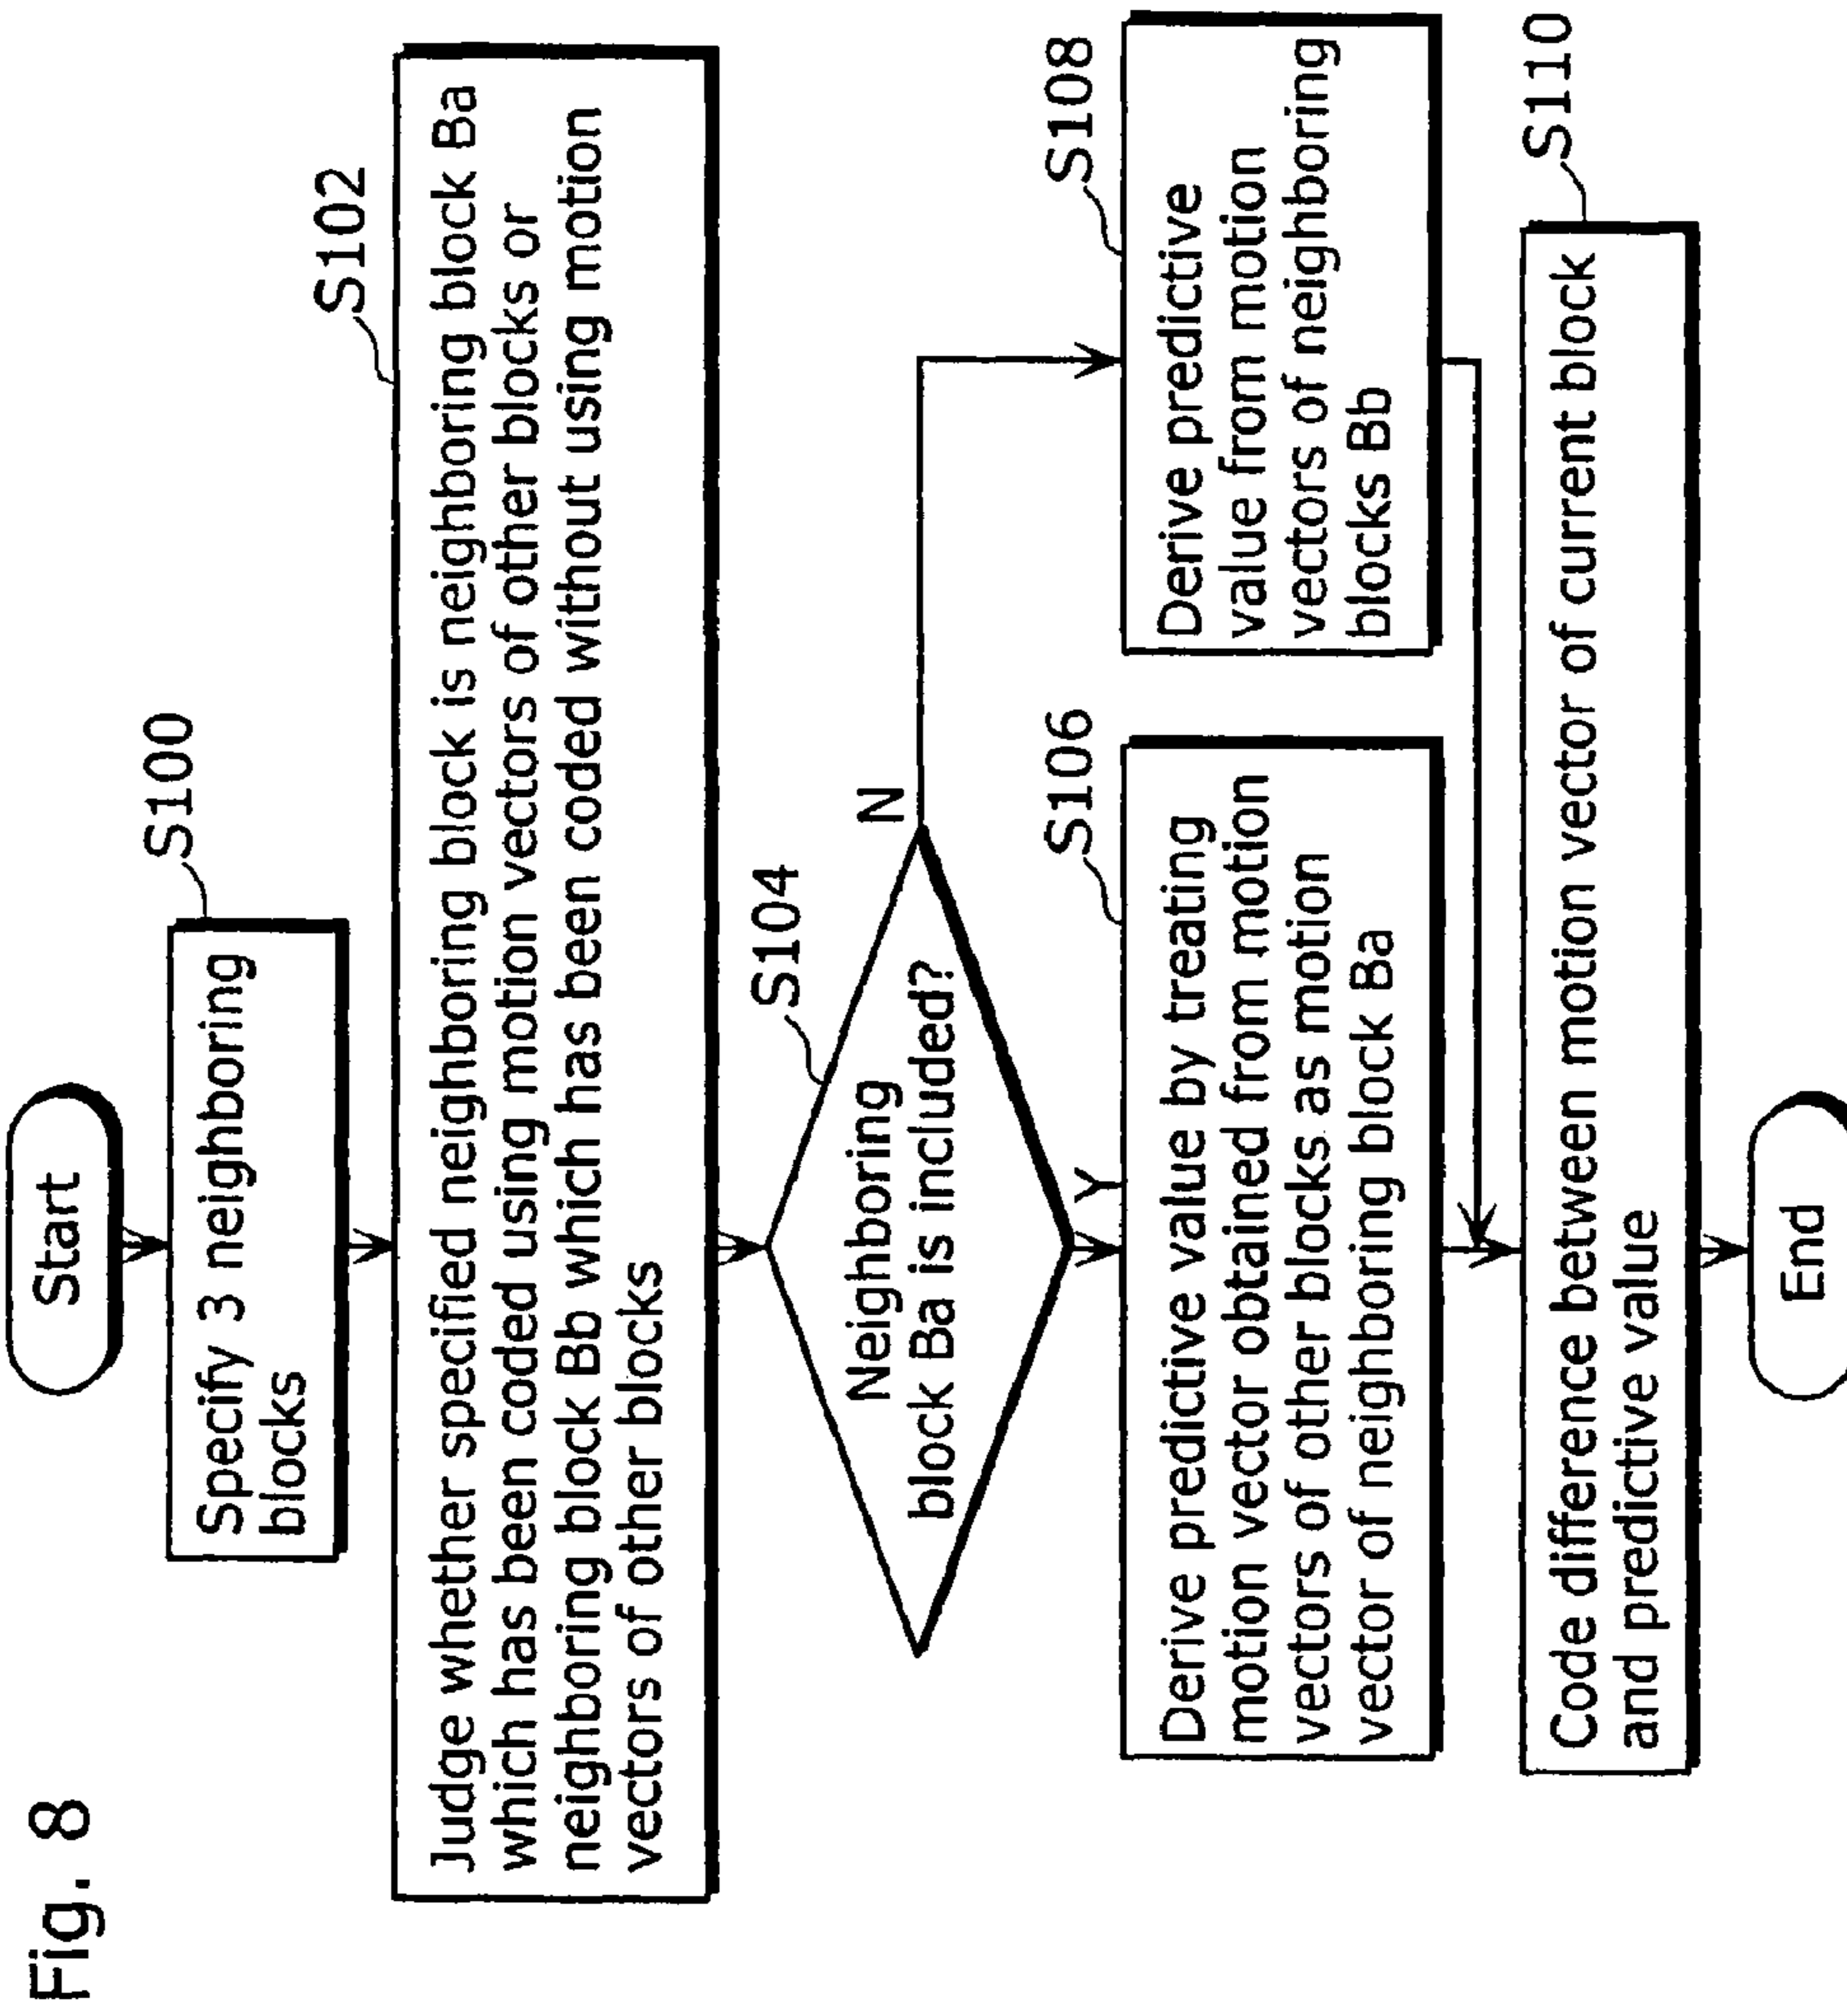 Fig. 8
Start
S100
Specify 3 neighboring
blocks
S102
Judge whether specified neighboring block is neighboring block Ba
which has been coded using motion vectors of other blocks or
neighboring block Bb which has been coded without using motion
vectors of other blocks
S104
Neighboring
block Ba is included?
N
Y
S106
Derive predictive value by treating
motion vector obtained from motion
vectors of other blocks as motion
vector of neighboring block Ba
S108
Derive predictive
value from motion
vectors of neighboring
blocks Bb
S110
Code difference between motion vector of current block
and predictive value
End